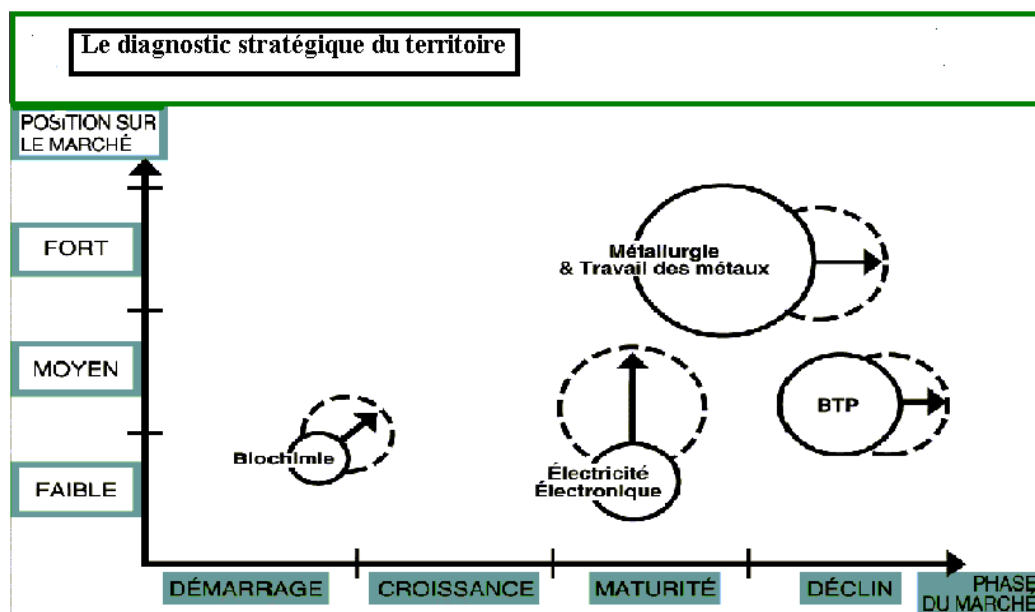 Le diagnostic stratégique du territoire
POSITION SUR
LE MARCHÉ
FORT
Métallurgie
& Travail des métaux
MOYEN
BTP
Biochimie
FAIBLE
Électricité
Électronique
DÉMARRAGE
CROISSANCE
MATURITÉ
DÉCLIN
PHASE
DU MARCHÉ